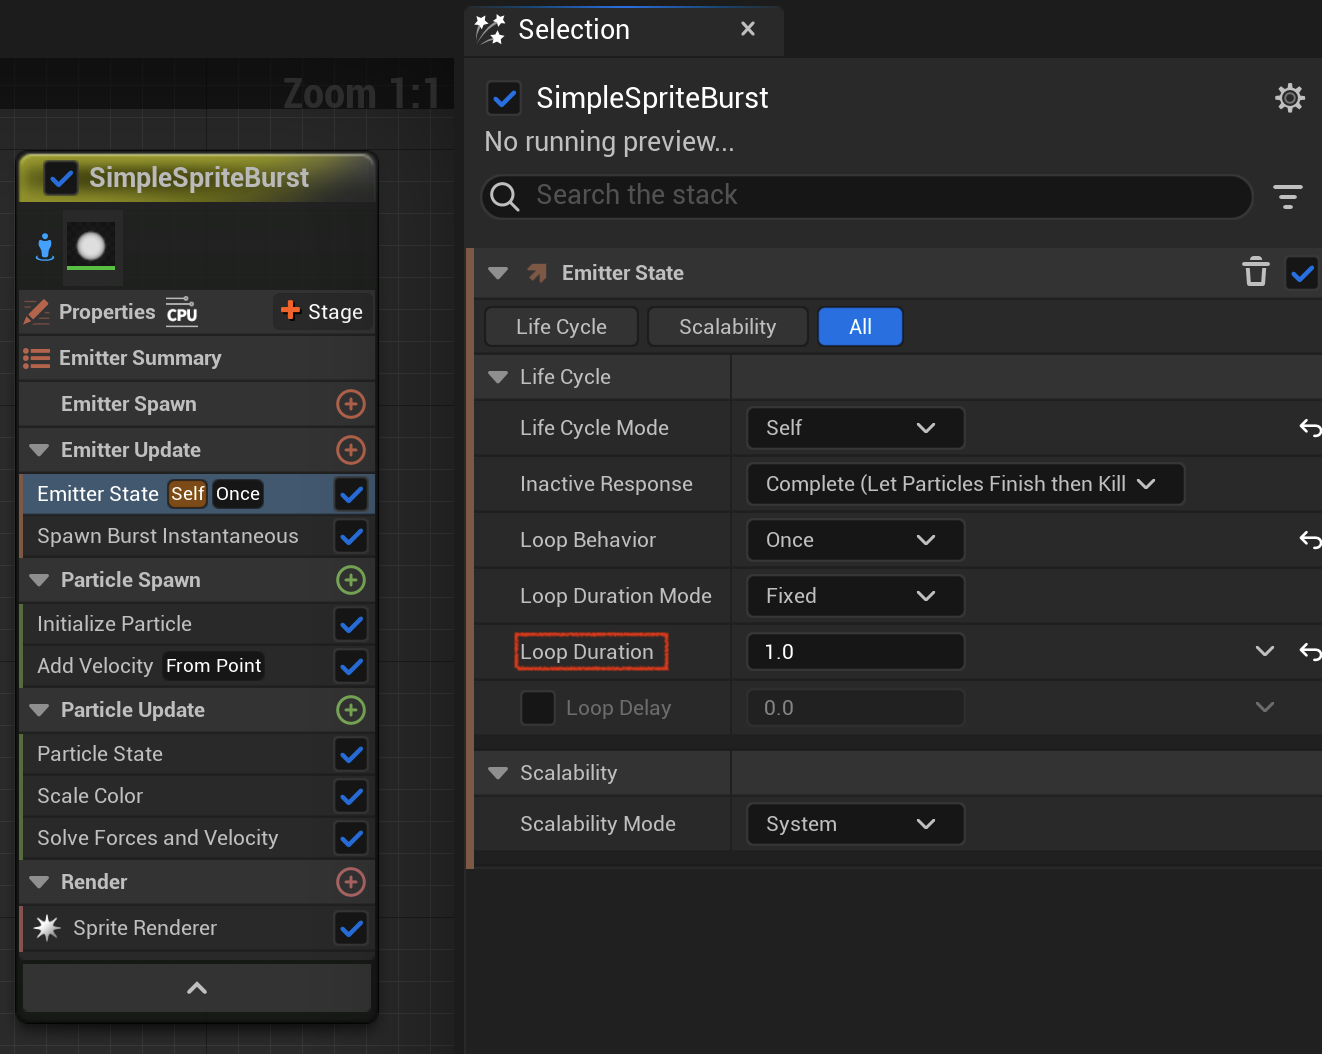 Zoom 1:1
SimpleSpriteBurst
Properties CPU Stage
Emitter Summary
Emitter Spawn
Emitter Update
Emitter State Self Once
Spawn Burst Instantaneous
Particle Spawn
Initialize Particle
Add Velocity From Point
Particle Update
Particle State
Scale Color
Solve Forces and Velocity
Render
Sprite Renderer
Selection
SimpleSpriteBurst
No running preview...
Search the stack
Emitter State
Life Cycle Scalability All
Life Cycle
Life Cycle Mode Self
Inactive Response Complete (Let Particles Finish then Kill
Loop Behavior Once
Loop Duration Mode Fixed
Loop Duration 1.0
Loop Delay 0.0
Scalability
Scalability Mode System